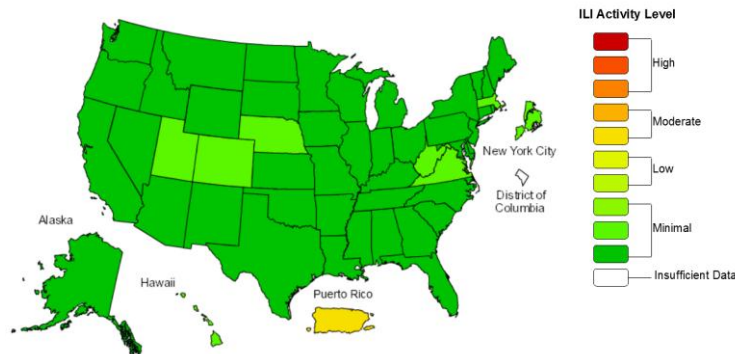 ILI Activity Level
High
Moderate
Low
Minimal
Insufficient Data
New York City
District of
Columbia
Alaska
Hawaii
Puerto Rico